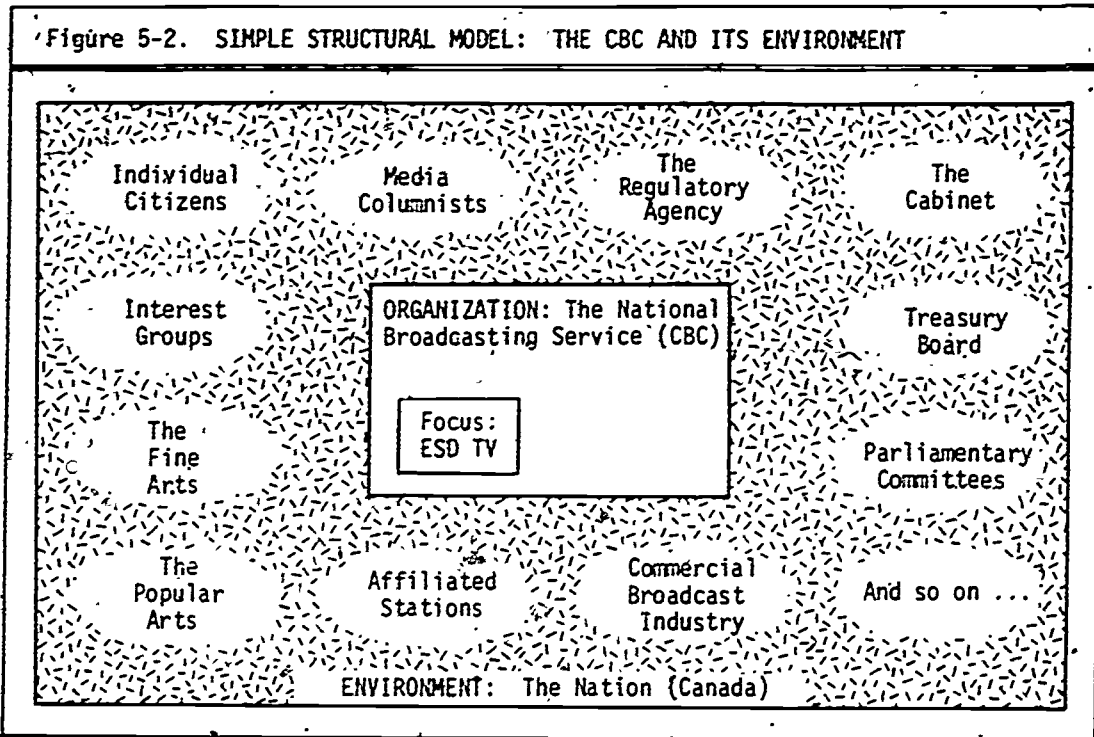 Figure 5-2. SIMPLE STRUCTURAL MODEL: THE CBC AND ITS ENVIRONMENT
Individual
Citizens
Media
Columnists
The
Regulatory
Agency
The
Cabinet
Interest
Groups
ORGANIZATION: The National
Broadcasting Service (CBC)
Focus:
ESD TV
Treasury
Board
The
Fine
Arts
Parliamentary
Committees
The
Popular
Arts
Affiliated
Stations
Commercial
Broadcast
Industry
And so on ...
ENVIRONMENT: The Nation (Canada)